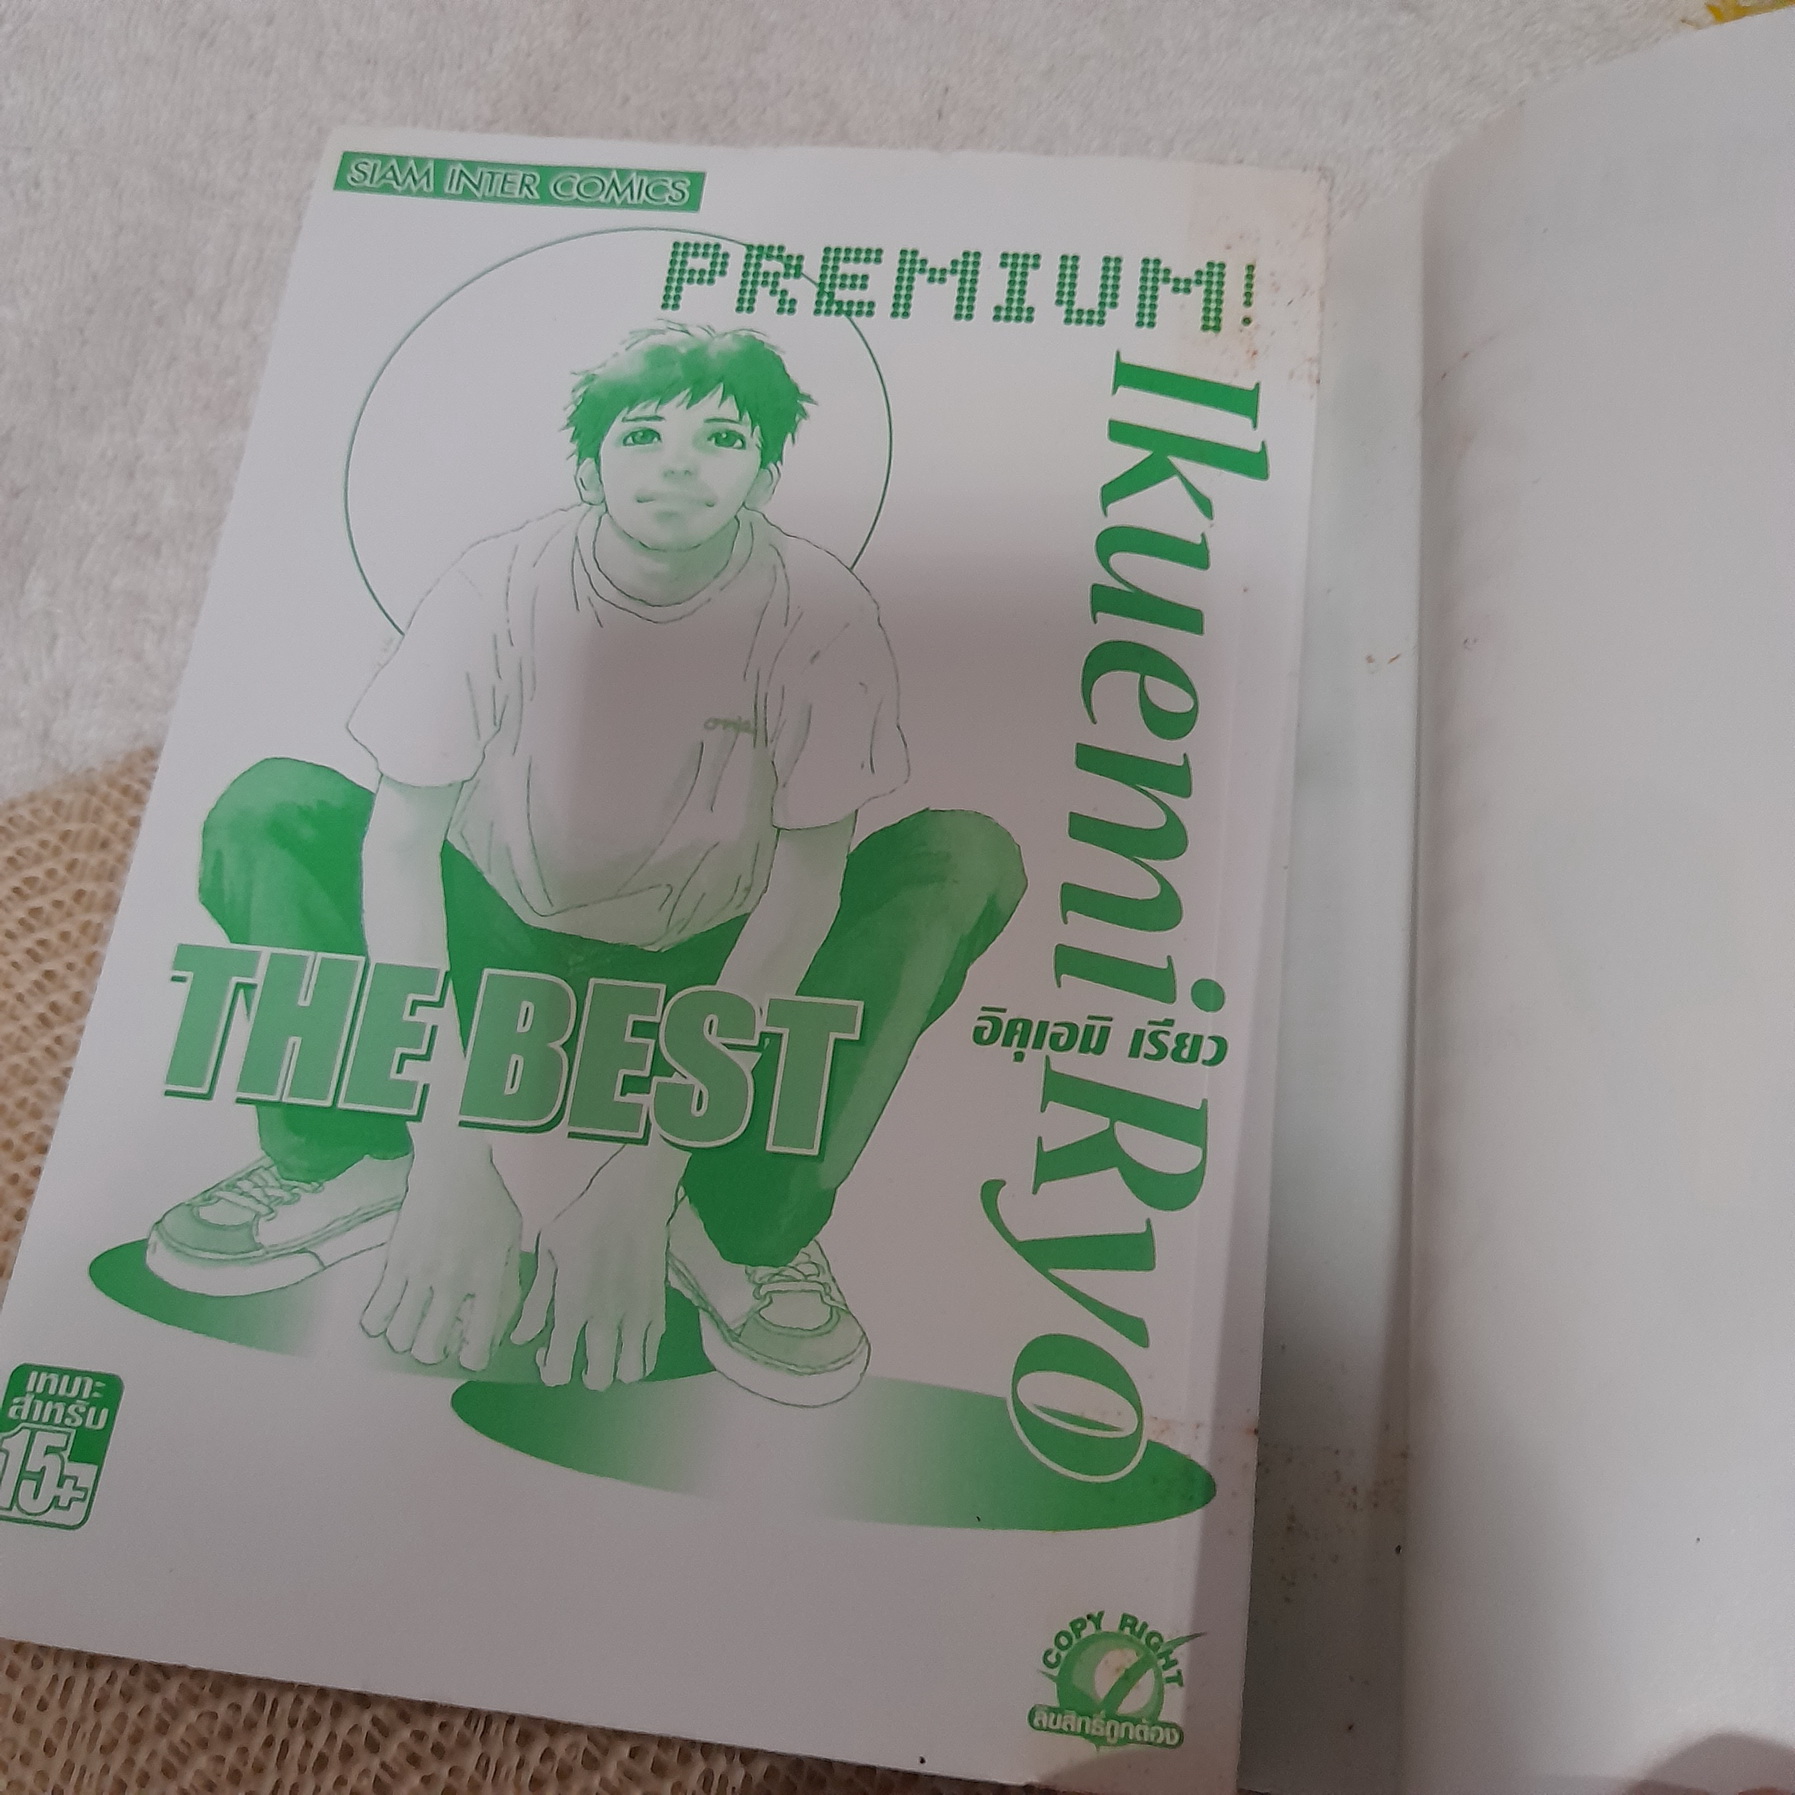 SIAM INTER COMICS
PREMIUM!
Ikuemi Ryo
อิคุเอมิ เรียว
THE BEST
เหมาะ
สำหรับ
15+
COPY RIGHT
ลิขสิทธิ์ถูกต้อง